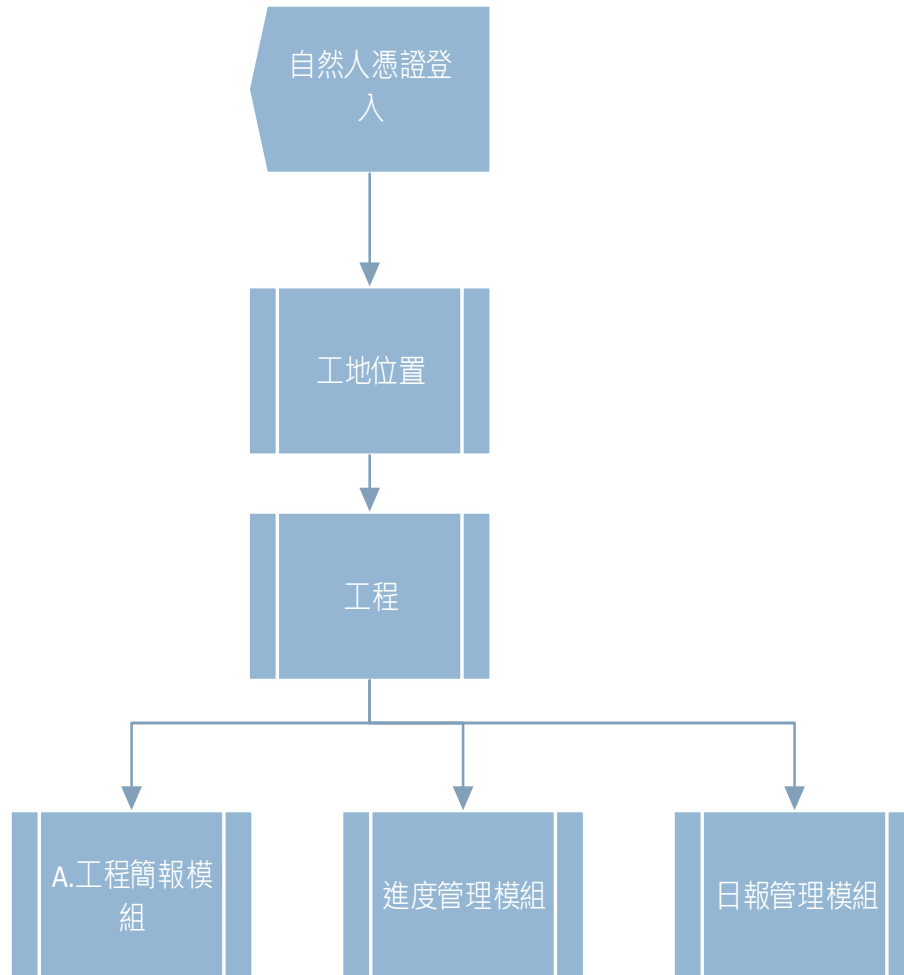 自然人憑證登
入
工地位置
工程
A.工程簡報模
組
進度管理模組
日報管理模組